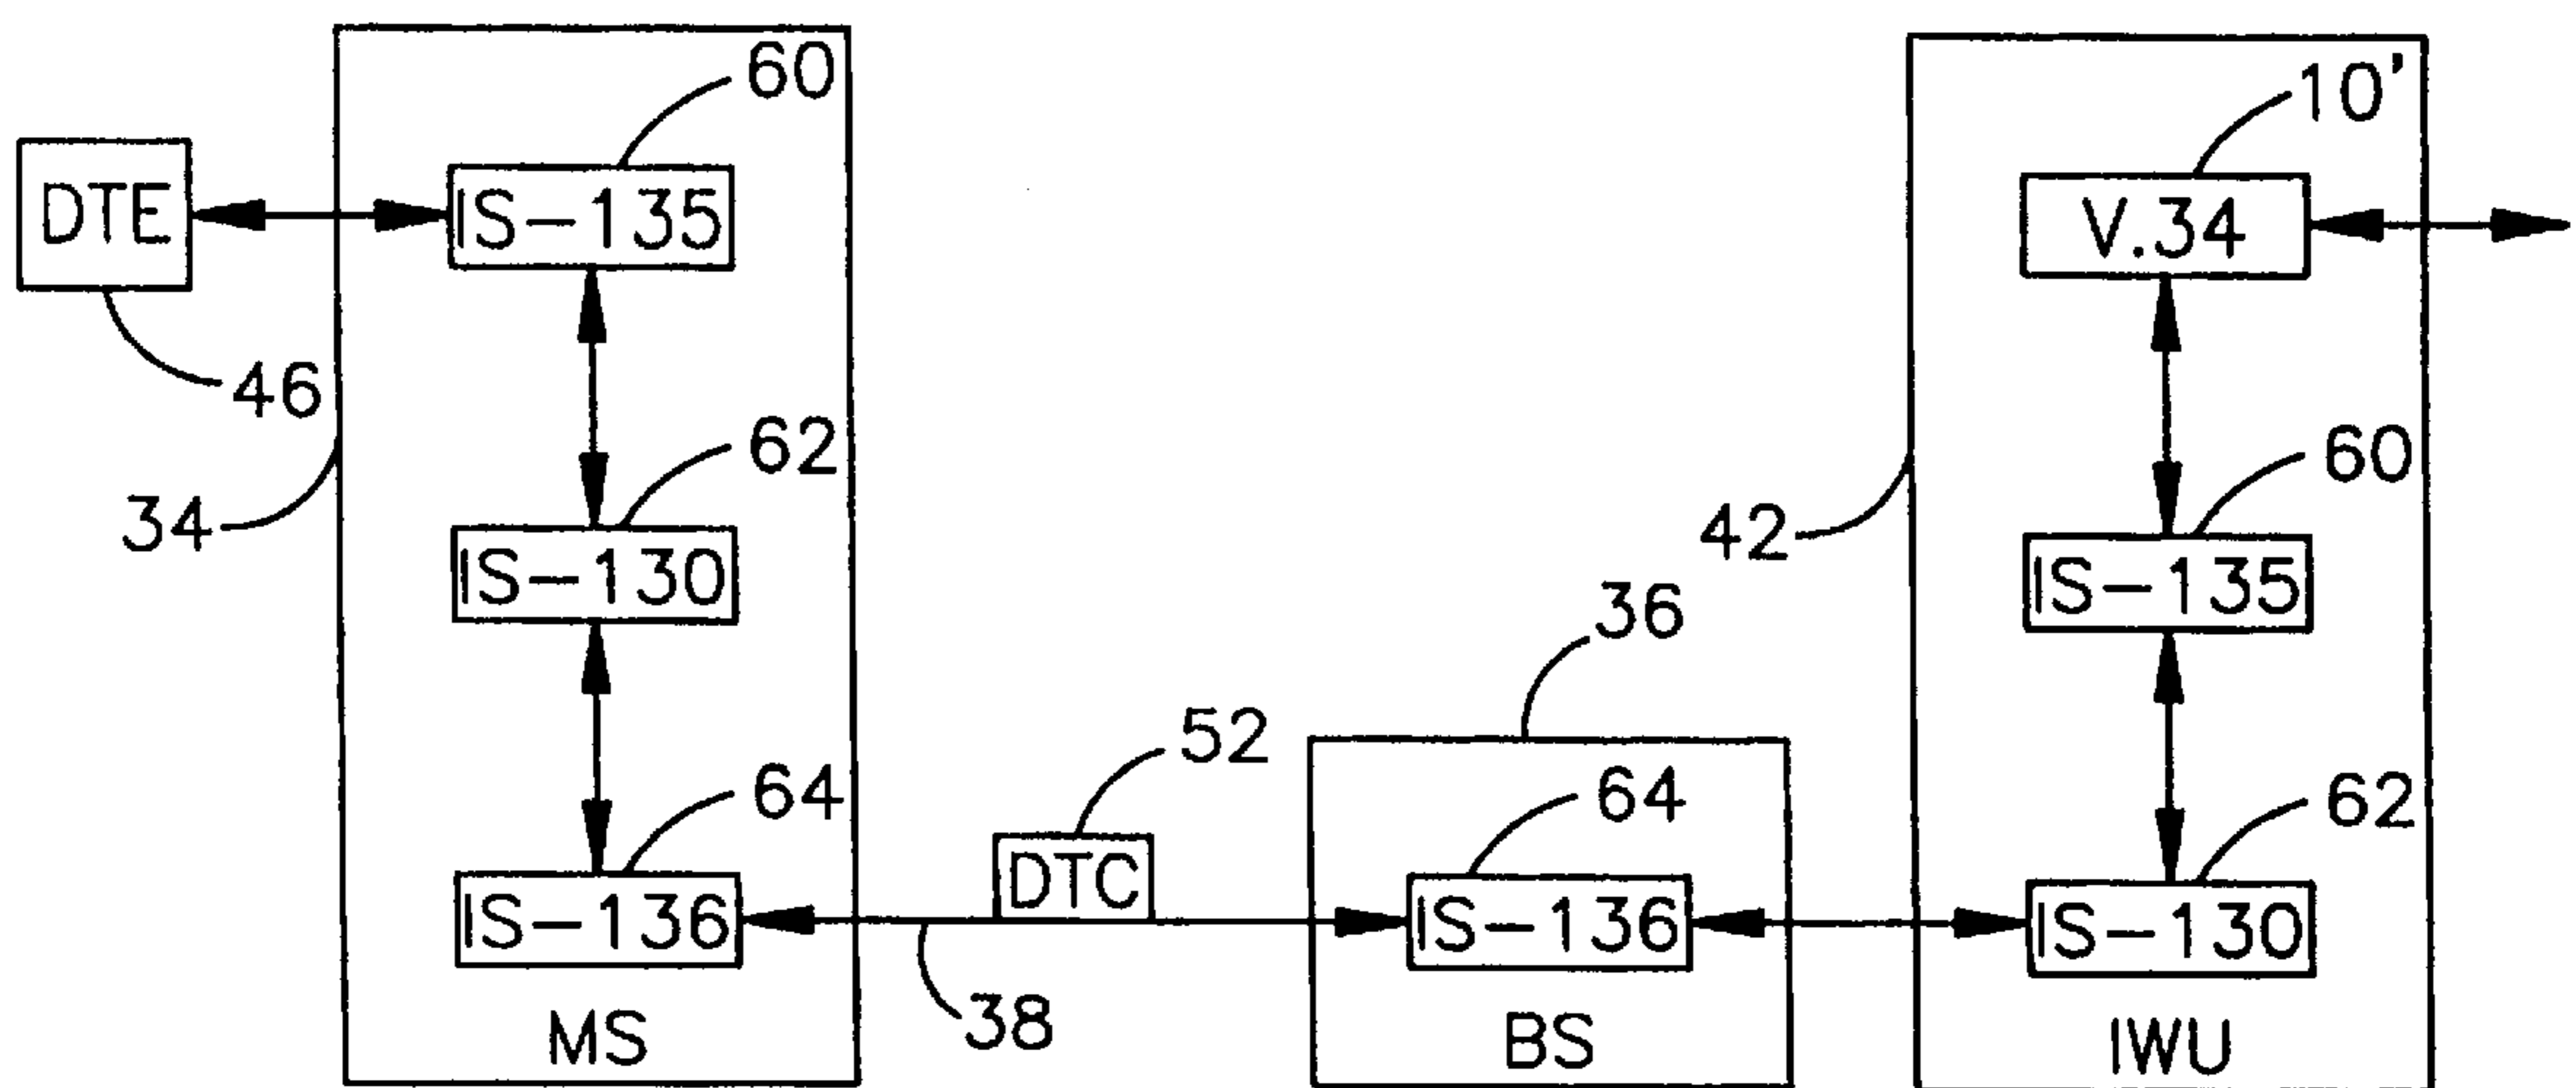 60
10'
DTE
IS-135
V.34
46
62
60
34
42
IS-130
IS-135
36
52
64
64
62
DTC
IS-136
IS-136
IS-130
38
MS
BS
IWU